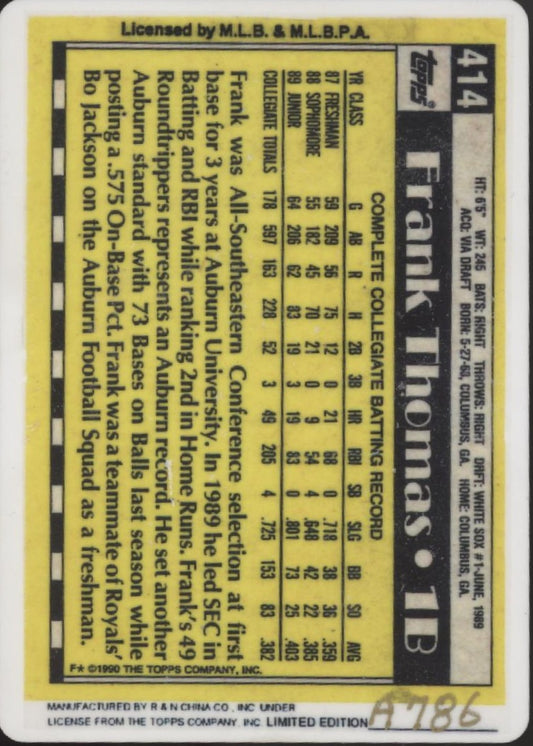 Licensed by M.L.B. & M.L.B.P.A.
414
HT: 6'5" WT: 245 BATS: RIGHT THROWS: RIGHT DRFT: WHITE SOX #1-JUNE, 1989
ACQ: VIA DRAFT BORN: 5-27-68, COLUMBUS, GA. HOME: COLUMBUS, GA.
TOPPS®
Frank Thomas • 1B
COMPLETE COLLEGIATE BATTING RECORD
YR CLASS G AB R H 2B 3B HR RBI SB SLG BB SO AVG
87 FRESHMAN 59 209 56 75 12 0 21 68 0 .718 38 36 .359
88 SOPHOMORE 55 182 45 70 21 0 9 54 4 .648 42 22 .385
89 JUNIOR 64 206 62 83 19 3 19 83 0 .801 73 25 .403
COLLEGIATE TOTALS 178 597 163 228 52 3 49 205 4 .725 153 83 .382
Frank was All-Southeastern Conference selection at first
base for 3 years at Auburn University. In 1989 he led SEC in
Batting and RBI while ranking 2nd in Home Runs. Frank's 49
Roundtrippers represents an Auburn record. He set another
Auburn standard with 73 Bases on Balls last season while
posting a .575 On-Base Pct. Frank was a teammate of Royals'
Bo Jackson on the Auburn Football Squad as a freshman.
F* ©1990 THE TOPPS COMPANY, INC.
MANUFACTURED BY R & N CHINA CO., INC UNDER
LICENSE FROM THE TOPPS COMPANY, INC. LIMITED EDITION A786